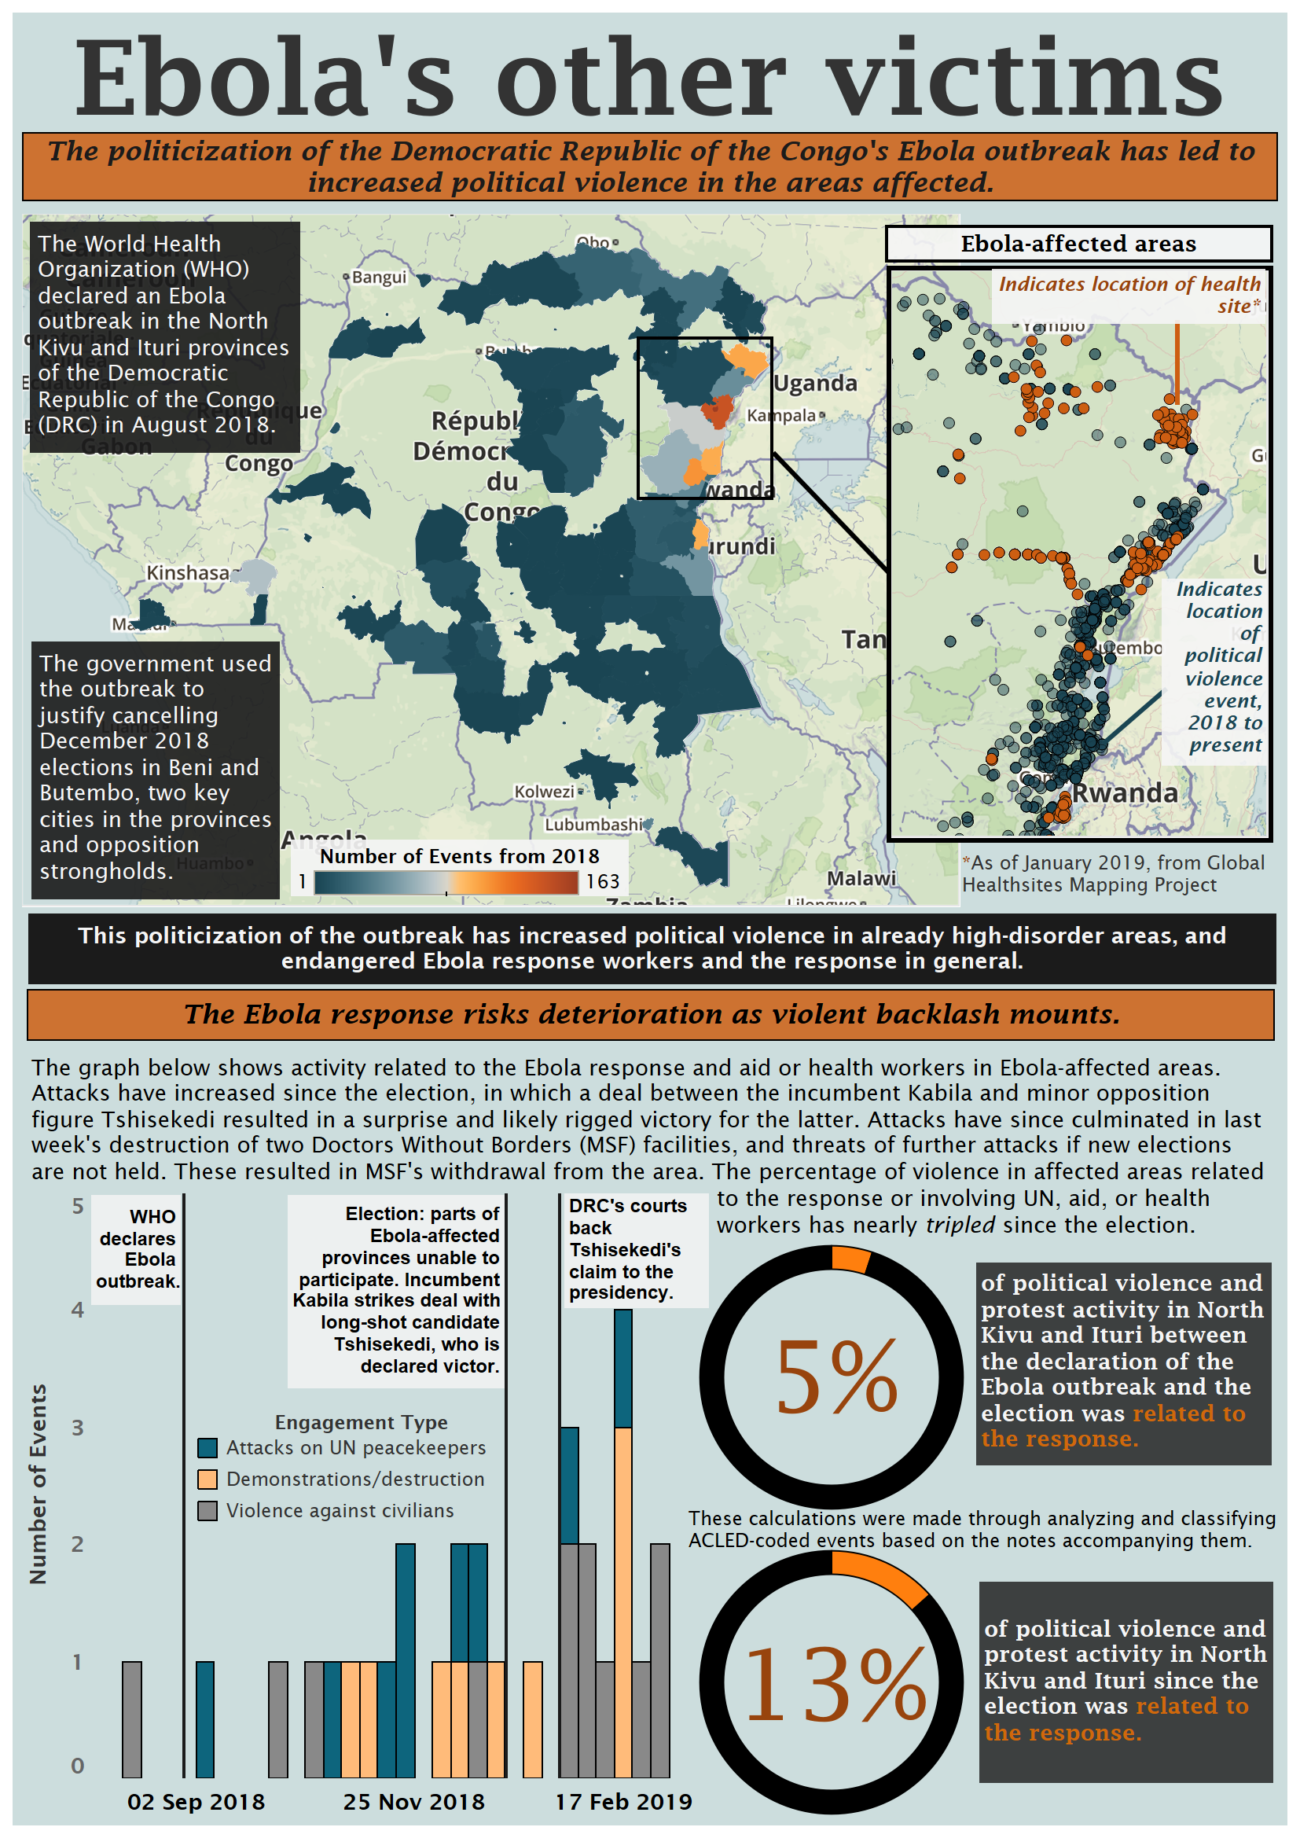 Ebola's other victims
The politicization of the Democratic Republic of the Congo's Ebola outbreak has led to
increased political violence in the areas affected.
The World Health
Organization (WHO)
declared an Ebola
outbreak in the North
Kivu and Ituri provinces
of the Democratic
Republic of the Congo
(DRC) in August 2018.
Obo
Bangui
Gabon
Congo
Républ
Démocr
du
Congo
Uganda
Kampala
wanda
urundi
Kinshasa
Tan
Kolwezi
Lubumbashi
Angola
Huambo
Malawi
Zambia
Lilongwe
The government used
the outbreak to
justify cancelling
December 2018
elections in Beni and
Butembo, two key
cities in the provinces
and opposition
strongholds.
Number of Events from 2018
1
163
Ebola-affected areas
Indicates location of health
site*
Yambio
Indicates
location
of
political
violence
event,
2018 to
present
utembo
Rwanda
*As of January 2019, from Global
Healthsites Mapping Project
This politicization of the outbreak has increased political violence in already high-disorder areas, and
endangered Ebola response workers and the response in general.
The Ebola response risks deterioration as violent backlash mounts.
The graph below shows activity related to the Ebola response and aid or health workers in Ebola-affected areas.
Attacks have increased since the election, in which a deal between the incumbent Kabila and minor opposition
figure Tshisekedi resulted in a surprise and likely rigged victory for the latter. Attacks have since culminated in last
week's destruction of two Doctors Without Borders (MSF) facilities, and threats of further attacks if new elections
are not held. These resulted in MSF's withdrawal from the area. The percentage of violence in affected areas related
to the response or involving UN, aid, or health
workers has nearly tripled since the election.
5
4
3
2
1
0
Number of Events
WHO
declares
Ebola
outbreak.
Election: parts of
Ebola-affected
provinces unable to
participate. Incumbent
Kabila strikes deal with
long-shot candidate
Tshisekedi, who is
declared victor.
DRC's courts
back
Tshisekedi's
claim to the
presidency.
Engagement Type
Attacks on UN peacekeepers
Demonstrations/destruction
Violence against civilians
02 Sep 2018
25 Nov 2018
17 Feb 2019
5%
of political violence and
protest activity in North
Kivu and Ituri between
the declaration of the
Ebola outbreak and the
election was related to
the response.
These calculations were made through analyzing and classifying
ACLED-coded events based on the notes accompanying them.
13%
of political violence and
protest activity in North
Kivu and Ituri since the
election was related to
the response.